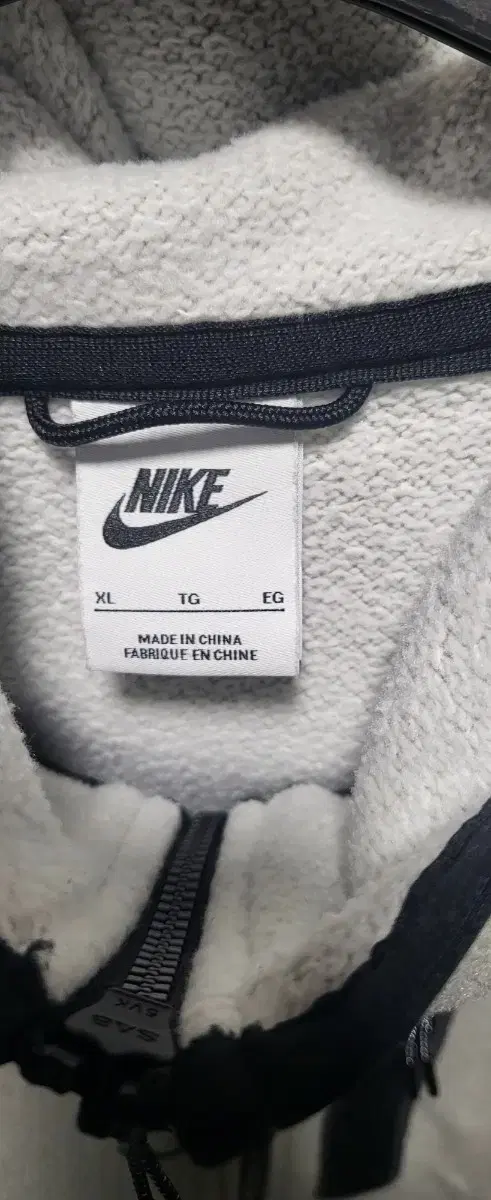 NIKE
XL TG EG
MADE IN CHINA
FABRIQUE EN CHINE